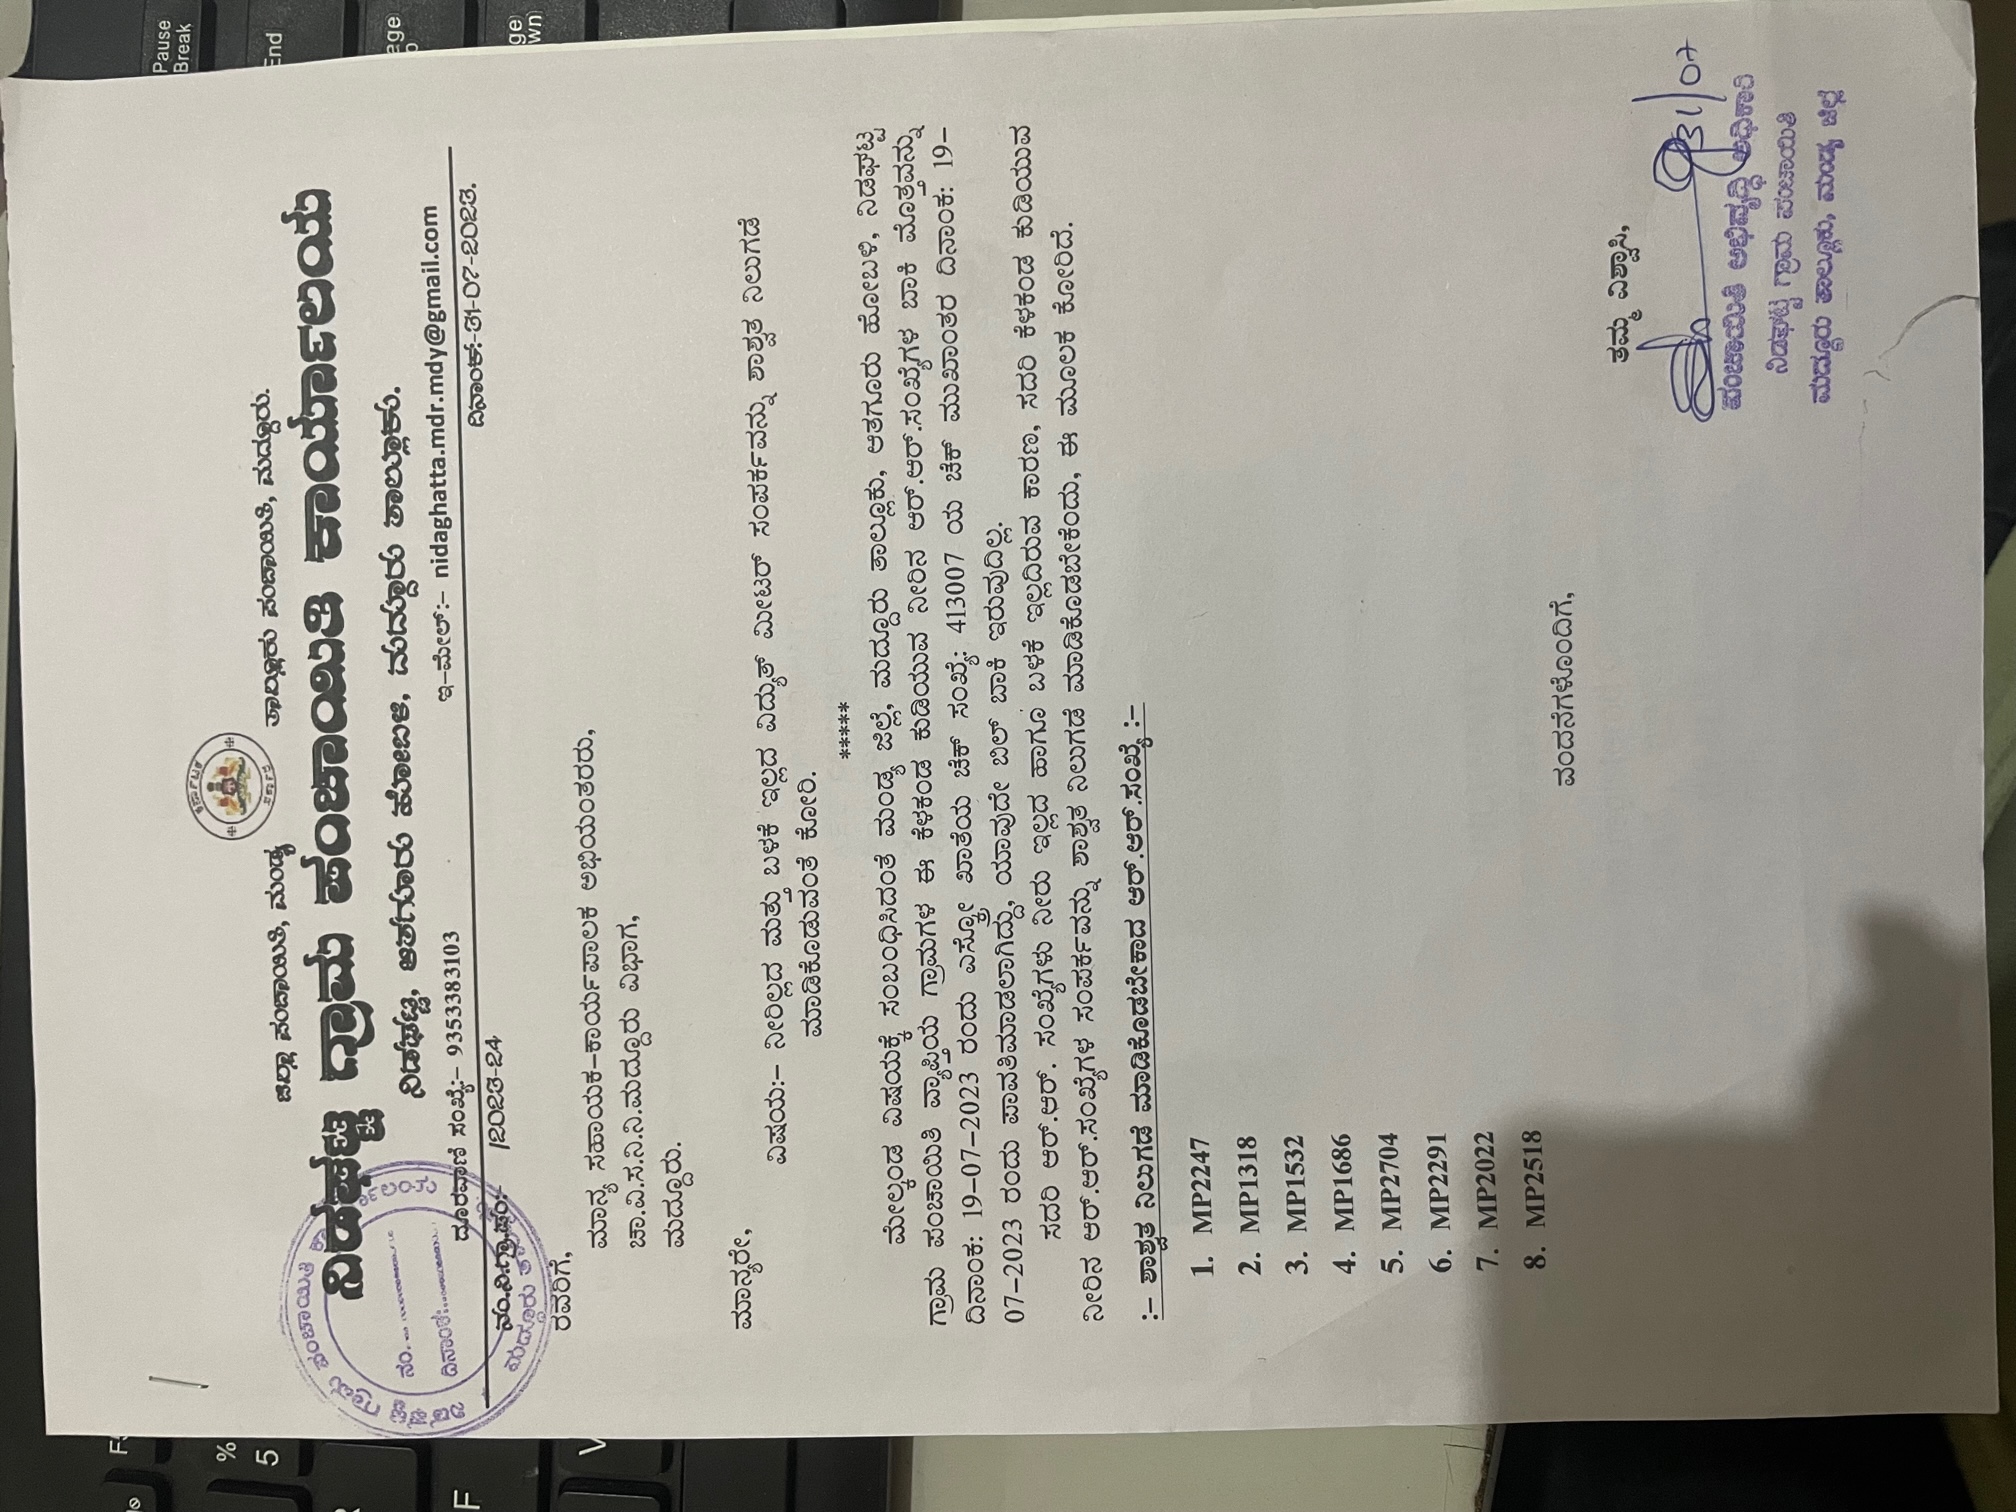 ಜಿಲ್ಲಾ ಪಂಚಾಯಿತಿ, ಮಂಡ್ಯ ತಾಲ್ಲೂಕು ಪಂಚಾಯಿತಿ, ಮದ್ದೂರು.
ಕರ್ನಾಟಕ ಸರ್ಕಾರ
ನಿಡಘಟ್ಟ ಗ್ರಾಮ ಪಂಚಾಯಿತಿ ಕಾರ್ಯಾಲಯ
ನಿಡಘಟ್ಟ, ಆತಗೂರು ಹೋಬಳಿ, ಮದ್ದೂರು ತಾಲ್ಲೂಕು.
ದೂರವಾಣಿ ಸಂಖ್ಯೆ:- 9353383103 ಇ-ಮೇಲ್:- nidaghatta.mdr.mdy@gmail.com
ನಂ.ನಿ.ಗ್ರಾ.ಪಂ:- /2023-24 ದಿನಾಂಕ:-31-07-2023.
ರವರಿಗೆ,
ಮಾನ್ಯ ಸಹಾಯಕ-ಕಾರ್ಯಪಾಲಕ ಅಭಿಯಂತರರು,
ಚಾ.ವಿ.ಸ.ನಿ.ನಿ.ಮದ್ದೂರು ವಿಭಾಗ,
ಮದ್ದೂರು.
ಮಾನ್ಯರೇ,
ವಿಷಯ:- ನೀರಿಲ್ಲದ ಮತ್ತು ಬಳಕೆ ಇಲ್ಲದ ವಿದ್ಯುತ್ ಮೀಟರ್ ಸಂಪರ್ಕವನ್ನು ಶಾಶ್ವತ ನಿಲುಗಡೆ
ಮಾಡಿಕೊಡುವಂತೆ ಕೋರಿ.
*****
ಮೇಲ್ಕಂಡ ವಿಷಯಕ್ಕೆ ಸಂಬಂಧಿಸಿದಂತೆ ಮಂಡ್ಯ ಜಿಲ್ಲೆ, ಮದ್ದೂರು ತಾಲ್ಲೂಕು, ಆತಗೂರು ಹೋಬಳಿ, ನಿಡಘಟ್ಟ
ಗ್ರಾಮ ಪಂಚಾಯಿತಿ ವ್ಯಾಪ್ತಿಯ ಗ್ರಾಮಗಳ ಈ ಕೆಳಕಂಡ ಕುಡಿಯುವ ನೀರಿನ ಆರ್.ಆರ್.ಸಂಖ್ಯೆಗಳ ಬಾಕಿ ಮೊತ್ತವನ್ನು
ದಿನಾಂಕ: 19-07-2023 ರಂದು ಎಸ್ಕ್ರೋ ಖಾತೆಯ ಚೆಕ್ ಸಂಖ್ಯೆ: 413007 ಯ ಚೆಕ್ ಮುಖಾಂತರ ದಿನಾಂಕ: 19-
07-2023 ರಂದು ಪಾವತಿಮಾಡಲಾಗಿದ್ದು, ಯಾವುದೇ ಬಿಲ್ ಬಾಕಿ ಇರುವುದಿಲ್ಲ.
ಸದರಿ ಆರ್.ಆರ್. ಸಂಖ್ಯೆಗಳು ನೀರು ಇಲ್ಲದ ಹಾಗೂ ಬಳಕೆ ಇಲ್ಲದಿರುವ ಕಾರಣ, ಸದರಿ ಕೆಳಕಂಡ ಕುಡಿಯುವ
ನೀರಿನ ಆರ್.ಆರ್.ಸಂಖ್ಯೆಗಳ ಸಂಪರ್ಕವನ್ನು ಶಾಶ್ವತ ನಿಲುಗಡೆ ಮಾಡಿಕೊಡಬೇಕೆಂದು, ಈ ಮೂಲಕ ಕೋರಿದೆ.
:- ಶಾಶ್ವತ ನಿಲುಗಡೆ ಮಾಡಿಕೊಡಬೇಕಾದ ಆರ್.ಆರ್.ಸಂಖ್ಯೆ :-
1. MP2247
2. MP1318
3. MP1532
4. MP1686
5. MP2704
6. MP2291
7. MP2022
8. MP2518
ವಂದನೆಗಳೊಂದಿಗೆ,
ತಮ್ಮ ವಿಶ್ವಾಸಿ,
31/07
ಪಂಚಾಯಿತಿ ಅಭಿವೃದ್ಧಿ ಅಧಿಕಾರಿ
ನಿಡಘಟ್ಟ ಗ್ರಾಮ ಪಂಚಾಯಿತಿ
ಮದ್ದೂರು ತಾಲ್ಲೂಕು, ಮಂಡ್ಯ ಜಿಲ್ಲೆ
ನಿಡಘಟ್ಟ ಗ್ರಾಮ ಪಂಚಾಯಿತಿ
ನಂ.
ದಿನಾಂಕ:
ಮದ್ದೂರು
Pause
Break
End
F
%
5